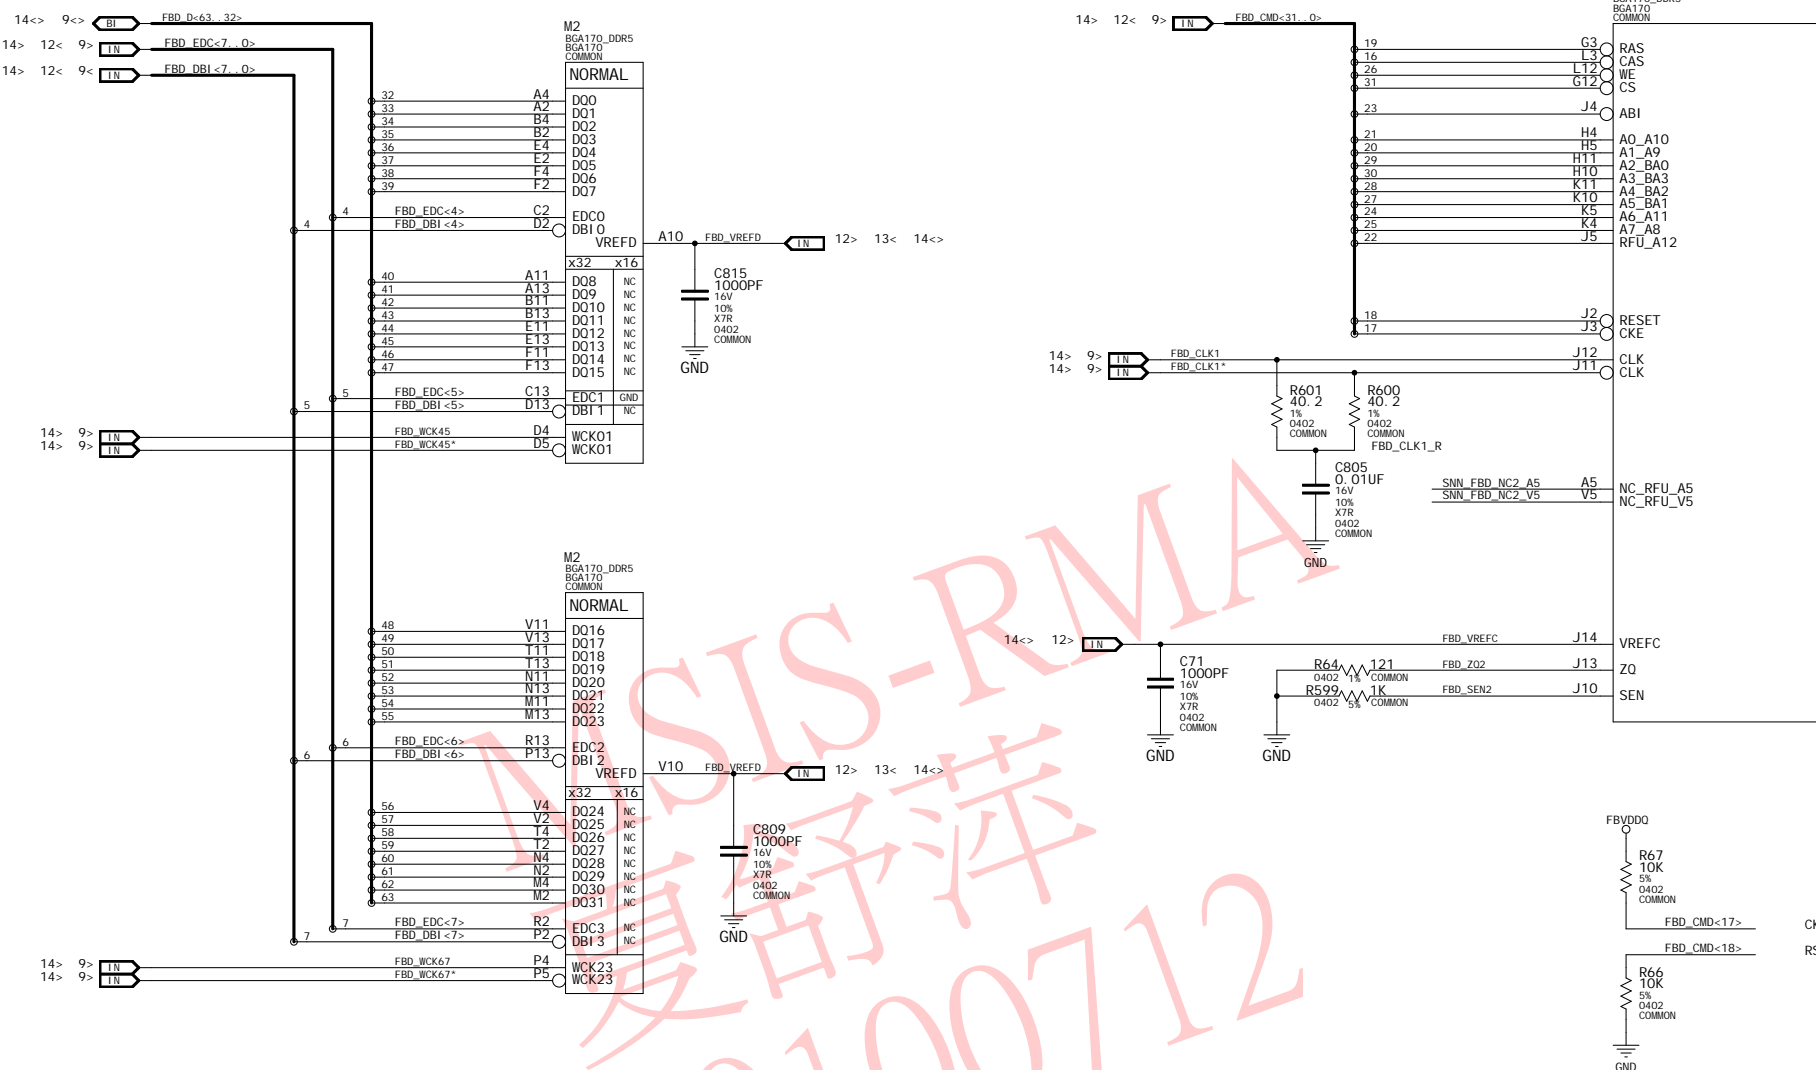 14<> 9<> BI FBD_D<63..32>
14> 12< 9> IN FBD_EDC<7..0>
14> 12< 9< IN FBD_DBI<7..0>
M2
BGA170_DDR5
BGA170
COMMON
NORMAL
32 A4 DQ0
33 A2 DQ1
34 B4 DQ2
35 B2 DQ3
36 E4 DQ4
37 E2 DQ5
38 F4 DQ6
39 F2 DQ7
4 FBD_EDC<4> C2 EDC0
4 FBD_DBI<4> D2 DBI0
VREFD A10 FBD_VREFD IN 12> 13< 14<>
x32 x16
40 A11 DQ8 NC
41 A13 DQ9 NC
42 B11 DQ10 NC
43 B13 DQ11 NC
44 E11 DQ12 NC
45 E13 DQ13 NC
46 F11 DQ14 NC
47 F13 DQ15 NC
5 FBD_EDC<5> C13 EDC1 GND
5 FBD_DBI<5> D13 DBI1 NC
14> 9> IN FBD_WCK45 D4 WCK01
14> 9> IN FBD_WCK45* D5 WCK01
C815
1000PF
16V
10%
X7R
0402
COMMON
GND
M2
BGA170_DDR5
BGA170
COMMON
NORMAL
48 V11 DQ16
49 V13 DQ17
50 T11 DQ18
51 T13 DQ19
52 N11 DQ20
53 N13 DQ21
54 M11 DQ22
55 M13 DQ23
6 FBD_EDC<6> R13 EDC2
6 FBD_DBI<6> P13 DBI2
VREFD V10 FBD_VREFD IN 12> 13< 14<>
x32 x16
56 V4 DQ24 NC
57 V2 DQ25 NC
58 T4 DQ26 NC
59 T2 DQ27 NC
60 N4 DQ28 NC
61 N2 DQ29 NC
62 M4 DQ30 NC
63 M2 DQ31 NC
7 FBD_EDC<7> R2 EDC3 NC
7 FBD_DBI<7> P2 DBI3 NC
14> 9> IN FBD_WCK67 P4 WCK23
14> 9> IN FBD_WCK67* P5 WCK23
C809
1000PF
16V
10%
X7R
0402
COMMON
GND
14> 12< 9> IN FBD_CMD<31..0>
BGA170
COMMON
19 G3 RAS
16 L3 CAS
26 L12 WE
31 G12 CS
23 J4 ABI
21 H4 A0_A10
20 H5 A1_A9
29 H11 A2_BA0
30 H10 A3_BA3
28 K11 A4_BA2
27 K10 A5_BA1
24 K5 A6_A11
25 K4 A7_A8
22 J5 RFU_A12
18 J2 RESET
17 J3 CKE
14> 9> IN FBD_CLK1 J12 CLK
14> 9> IN FBD_CLK1* J11 CLK
R601
40.2
1%
0402
COMMON
R600
40.2
1%
0402
COMMON
FBD_CLK1_R
C805
0.01UF
16V
10%
X7R
0402
COMMON
GND
SNN_FBD_NC2_A5 A5 NC_RFU_A5
SNN_FBD_NC2_V5 V5 NC_RFU_V5
14<> 12> IN FBD_VREFC J14 VREFC
C71
1000PF
16V
10%
X7R
0402
COMMON
GND
R64 121 FBD_ZQ2 J13 ZQ
0402 1% COMMON
R599 1K FBD_SEN2 J10 SEN
0402 5% COMMON
GND
FBVDDQ
R67
10K
5%
0402
COMMON
FBD_CMD<17>
FBD_CMD<18>
R66
10K
5%
0402
COMMON
GND
MSIS-RMA
夏舒萍